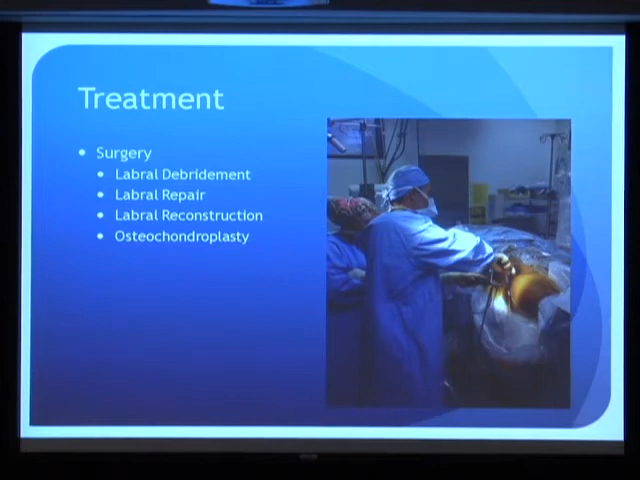 Treatment
• Surgery
• Labral Debridement
• Labral Repair
• Labral Reconstruction
• Osteochondroplasty